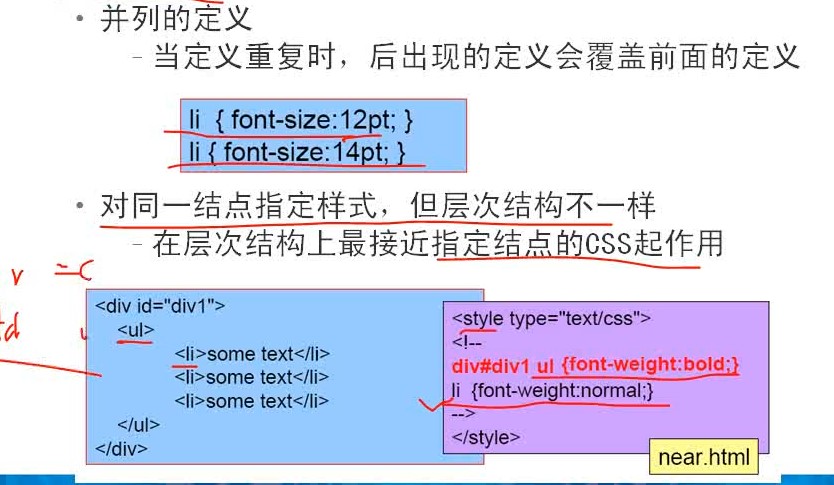 • 并列的定义
- 当定义重复时，后出现的定义会覆盖前面的定义
li { font-size:12pt; }
li { font-size:14pt; }
• 对同一结点指定样式，但层次结构不一样
- 在层次结构上最接近指定结点的CSS起作用
<div id="div1">
<ul>
<li>some text</li>
<li>some text</li>
<li>some text</li>
</ul>
</div>
<style type="text/css">
<!--
div#div1 ul {font-weight:bold;}
li {font-weight:normal;}
-->
</style>
near.html